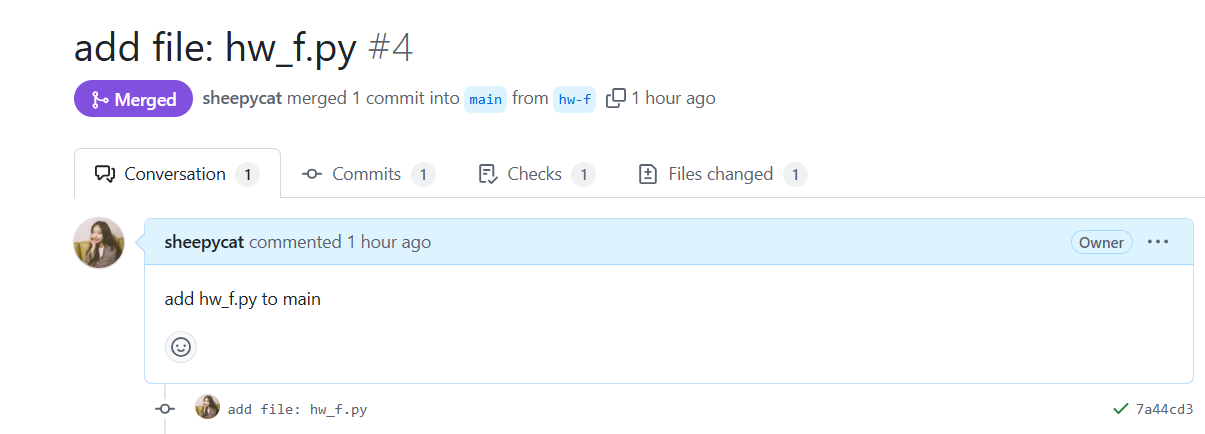 add file: hw_f.py #4
Merged sheepycat merged 1 commit into main from hw-f 1 hour ago
Conversation 1 Commits 1 Checks 1 Files changed 1
sheepycat commented 1 hour ago Owner ...
add hw_f.py to main
add file: hw_f.py 7a44cd3